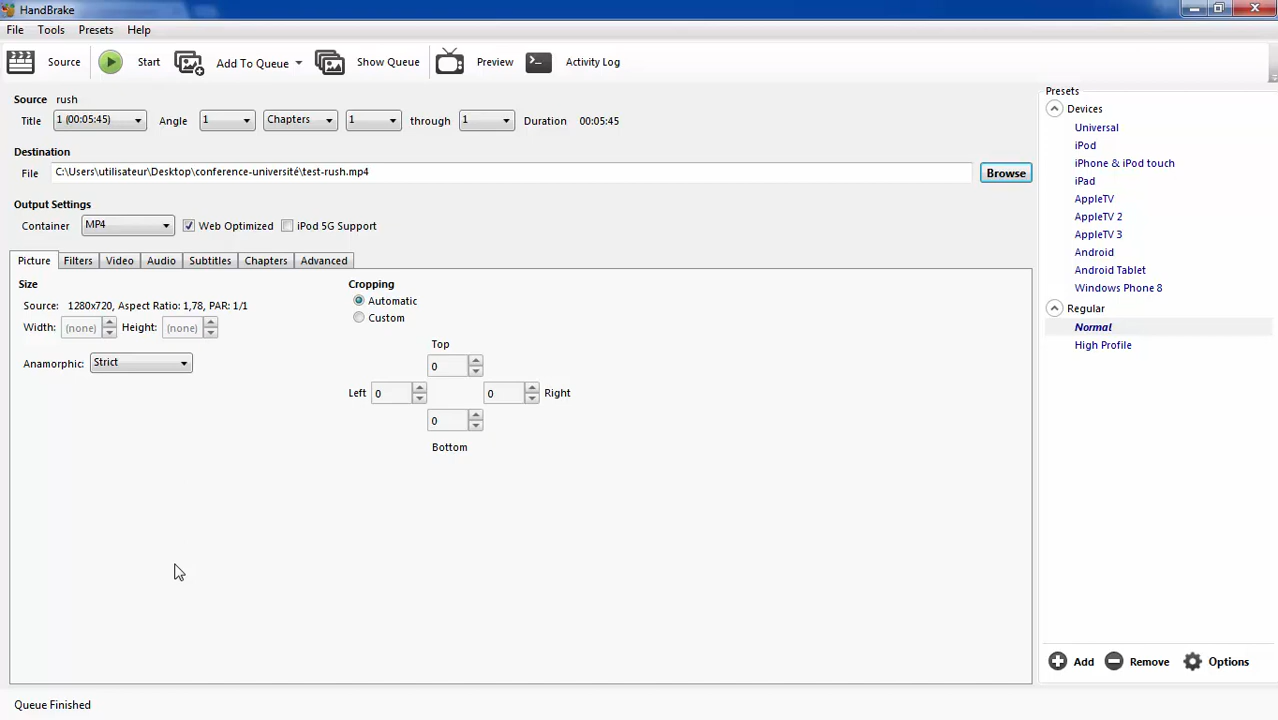 HandBrake
File Tools Presets Help
Source Start Add To Queue Show Queue Preview Activity Log
Source rush
Title 1 (00:05:45) Angle 1 Chapters 1 through 1 Duration 00:05:45
Destination
File C:\Users\utilisateur\Desktop\conference-université\test-rush.mp4 Browse
Output Settings
Container MP4 Web Optimized iPod 5G Support
Picture Filters Video Audio Subtitles Chapters Advanced
Size
Source: 1280x720, Aspect Ratio: 1,78, PAR: 1/1
Width: (none) Height: (none)
Anamorphic: Strict
Cropping
Automatic
Custom
Top
0
Left 0 0 Right
0
Bottom
Presets
Devices
Universal
iPod
iPhone & iPod touch
iPad
AppleTV
AppleTV 2
AppleTV 3
Android
Android Tablet
Windows Phone 8
Regular
Normal
High Profile
Add Remove Options
Queue Finished